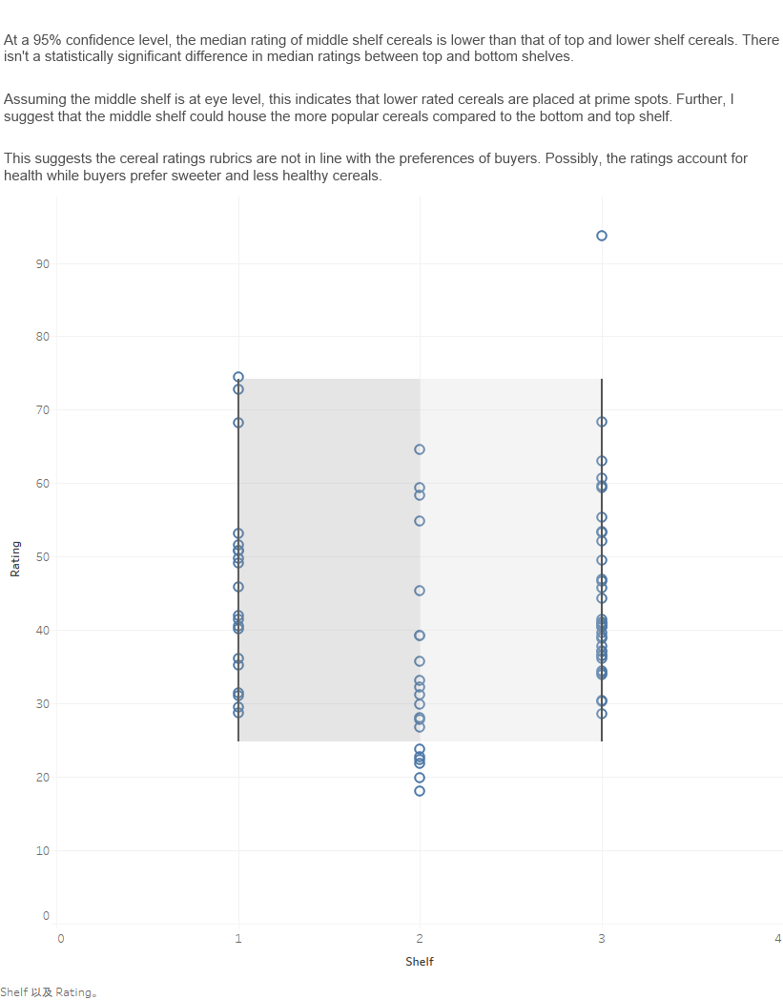 At a 95% confidence level, the median rating of middle shelf cereals is lower than that of top and lower shelf cereals. There
isn't a statistically significant difference in median ratings between top and bottom shelves.
Assuming the middle shelf is at eye level, this indicates that lower rated cereals are placed at prime spots. Further, I
suggest that the middle shelf could house the more popular cereals compared to the bottom and top shelf.
This suggests the cereal ratings rubrics are not in line with the preferences of buyers. Possibly, the ratings account for
health while buyers prefer sweeter and less healthy cereals.
90
80
70
60
50
40
30
20
10
0
Rating
0 1 2 3 4
Shelf
Shelf 以及 Rating。